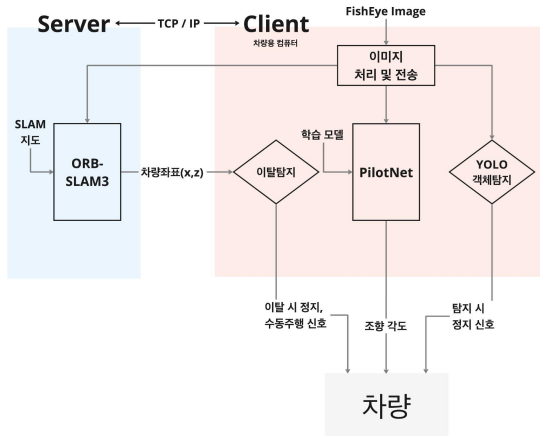 FishEye Image
Server
TCP / IP
Client
차량용 컴퓨터
이미지
처리 및 전송
SLAM
지도
학습 모델
ORB-
SLAM3
차량좌표(x,z)
이탈탐지
PilotNet
YOLO
객체탐지
이탈 시 정지,
수동주행 신호
조향 각도
탐지 시
정지 신호
차량